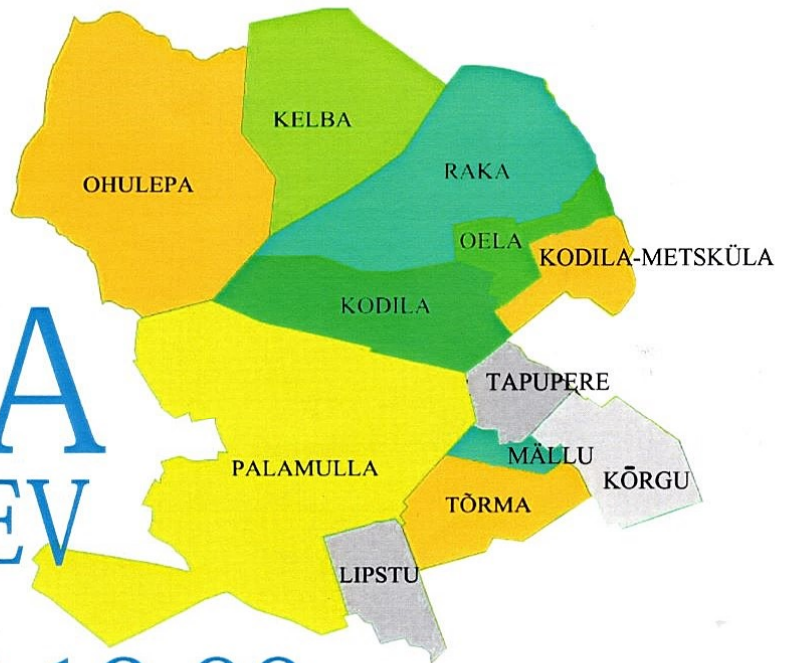 KELBA
OHULEPA
RAKA
OELA
KODILA-METSKÜLA
KODILA
A
TAPUPERE
MÄLLU
PALAMULLA
KÕRGU
TÕRMA
EV
LIPSTU